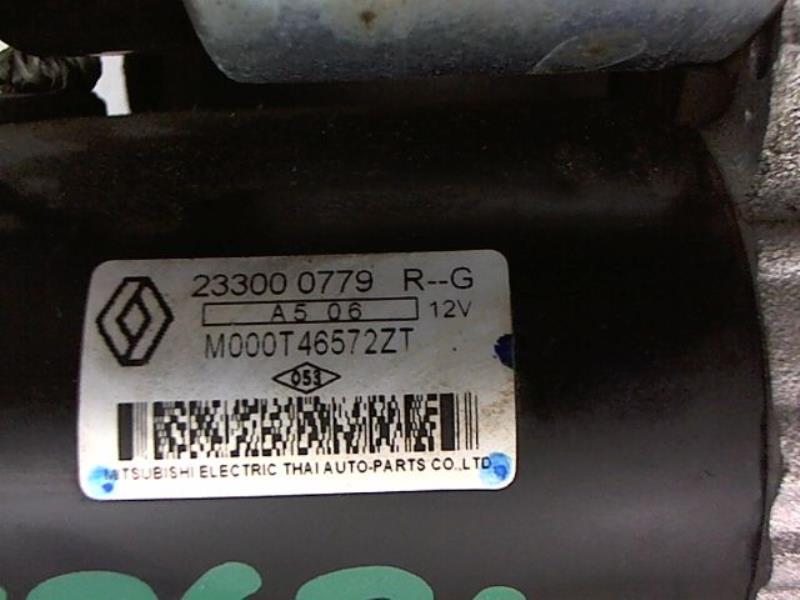 23300 0779 R--G
A5 06 12V
M000T46572ZT
053
MITSUBISHI ELECTRIC THAI AUTO-PARTS CO.,LTD.